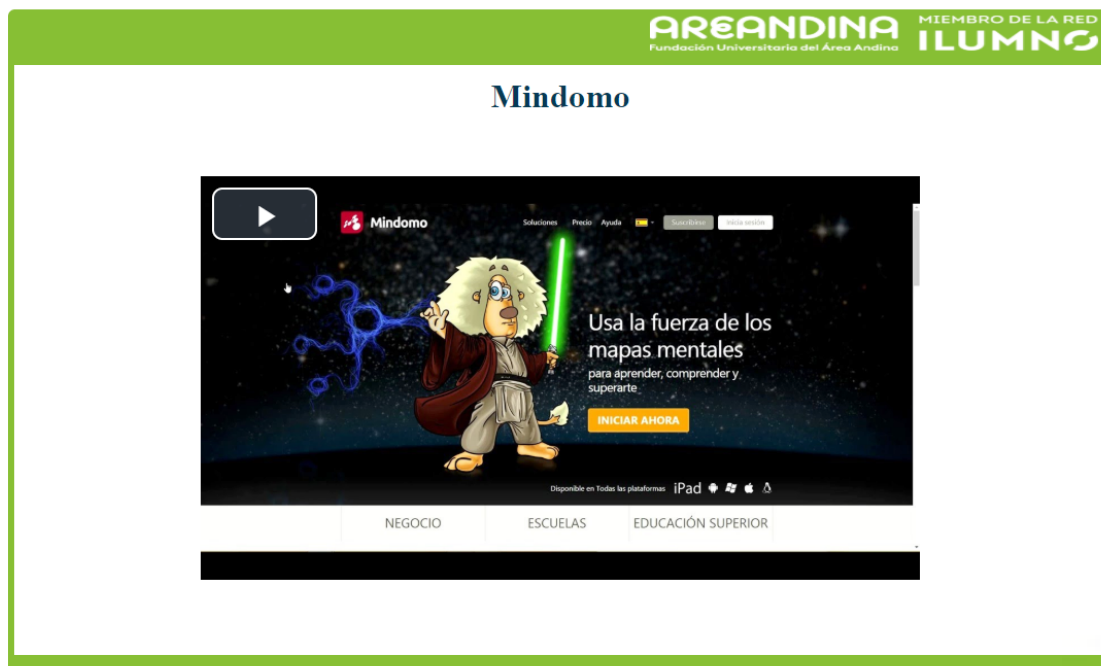 AREANDINA
Fundación Universitaria del Área Andina
MIEMBRO DE LA RED
ILUMNO
Mindomo
Mindomo
Soluciones Precio Ayuda Suscribirse Inicia sesión
Usa la fuerza de los
mapas mentales
para aprender, comprender y
superarte
INICIAR AHORA
Disponible en Todas las plataformas iPad
NEGOCIO ESCUELAS EDUCACIÓN SUPERIOR